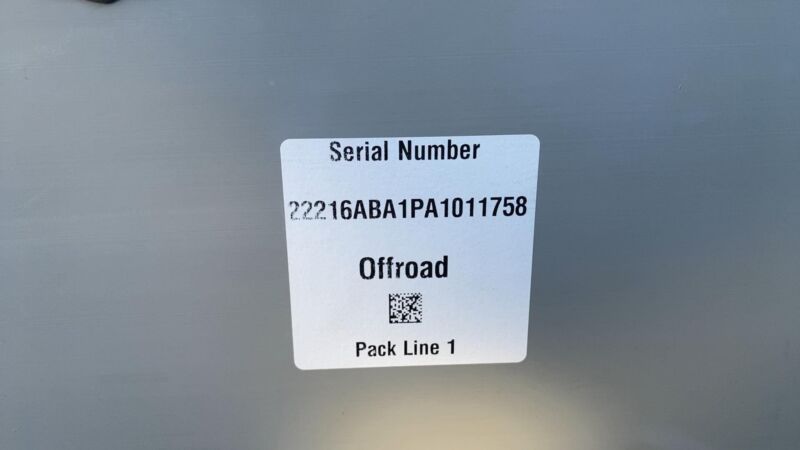 Serial Number
22216ABA1PA1011758
Offroad
Pack Line 1